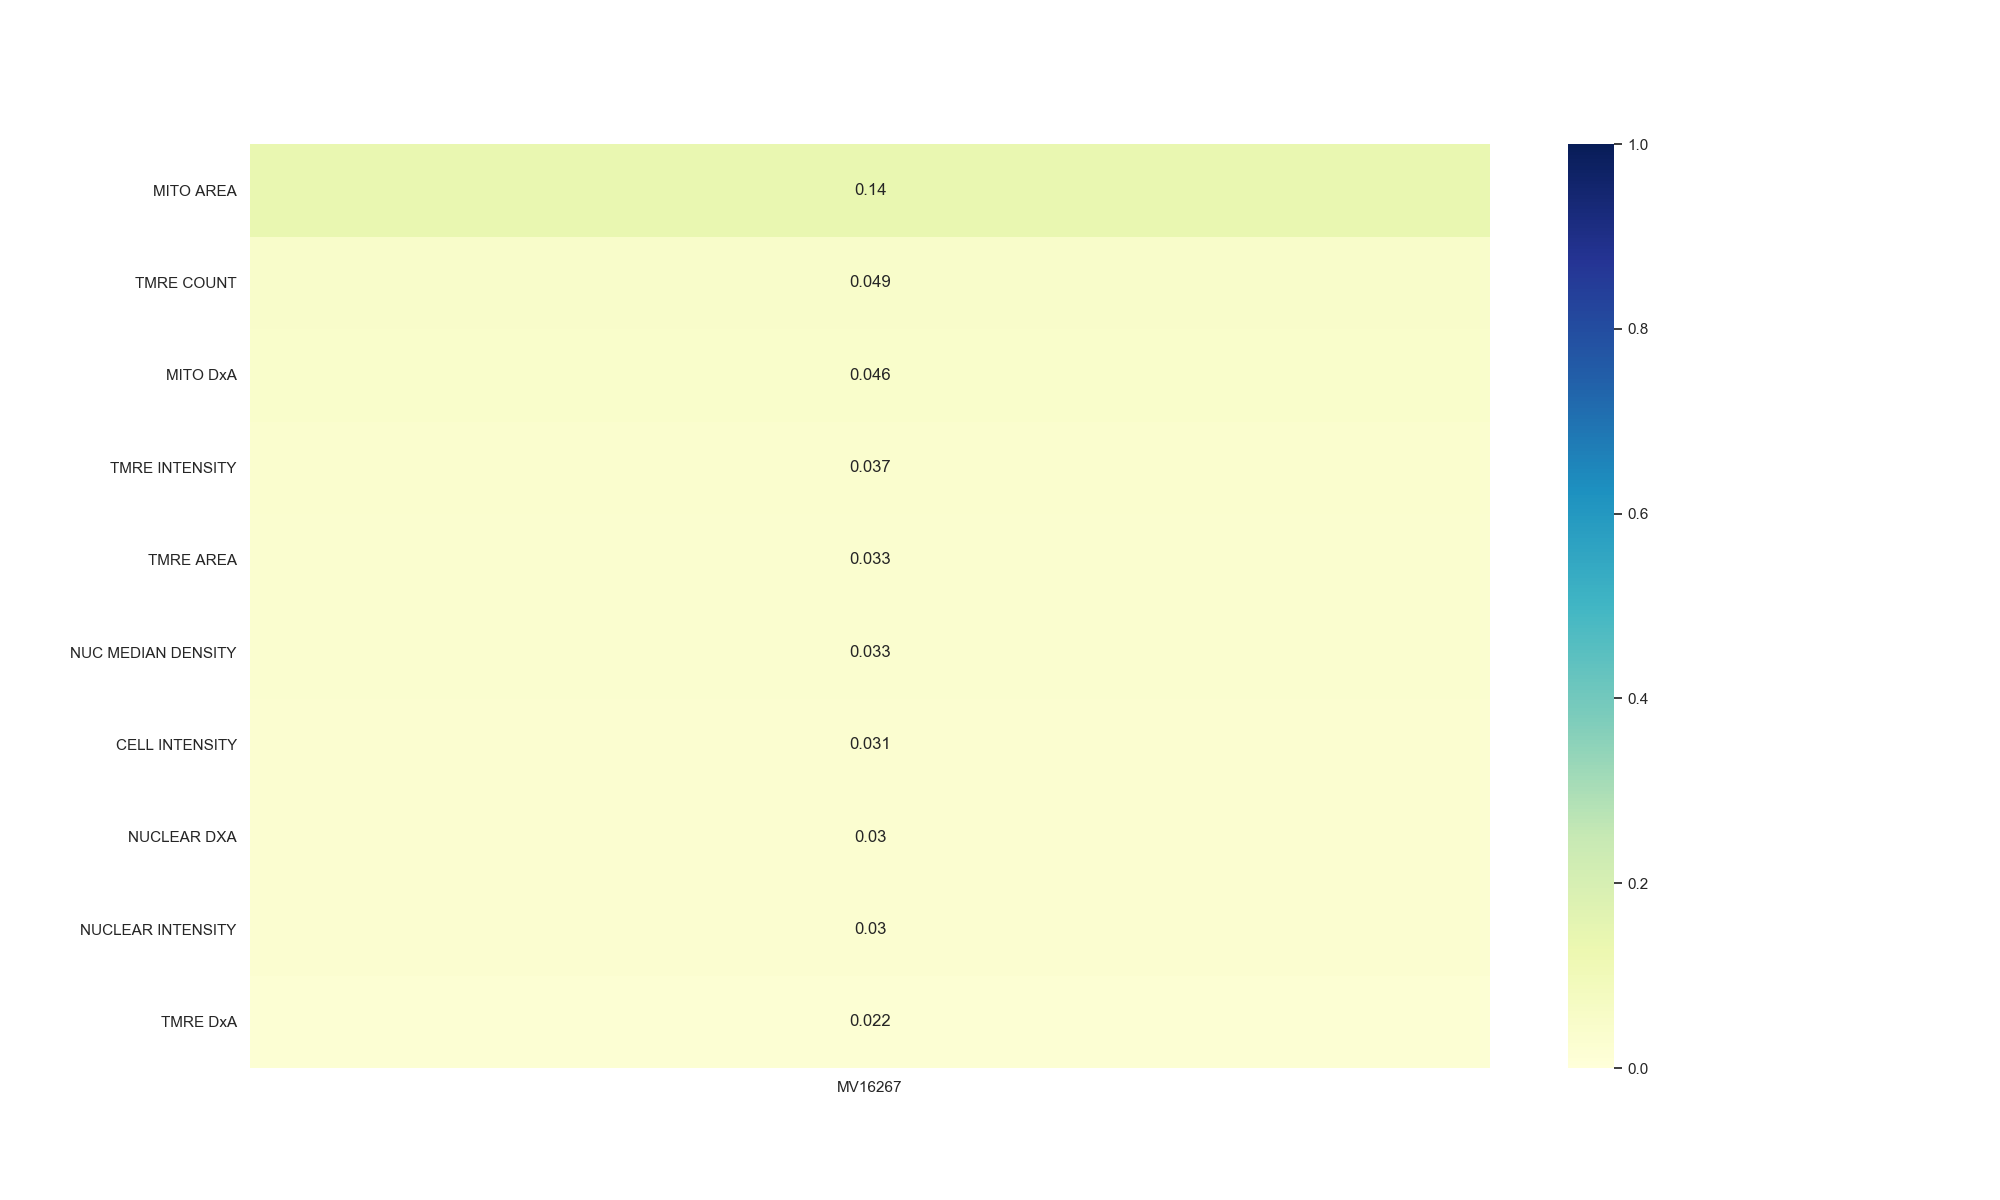 MITO AREA 0.14
TMRE COUNT 0.049
MITO DxA 0.046
TMRE INTENSITY 0.037
TMRE AREA 0.033
NUC MEDIAN DENSITY 0.033
CELL INTENSITY 0.031
NUCLEAR DXA 0.03
NUCLEAR INTENSITY 0.03
TMRE DxA 0.022
MV16267
1.0
0.8
0.6
0.4
0.2
0.0